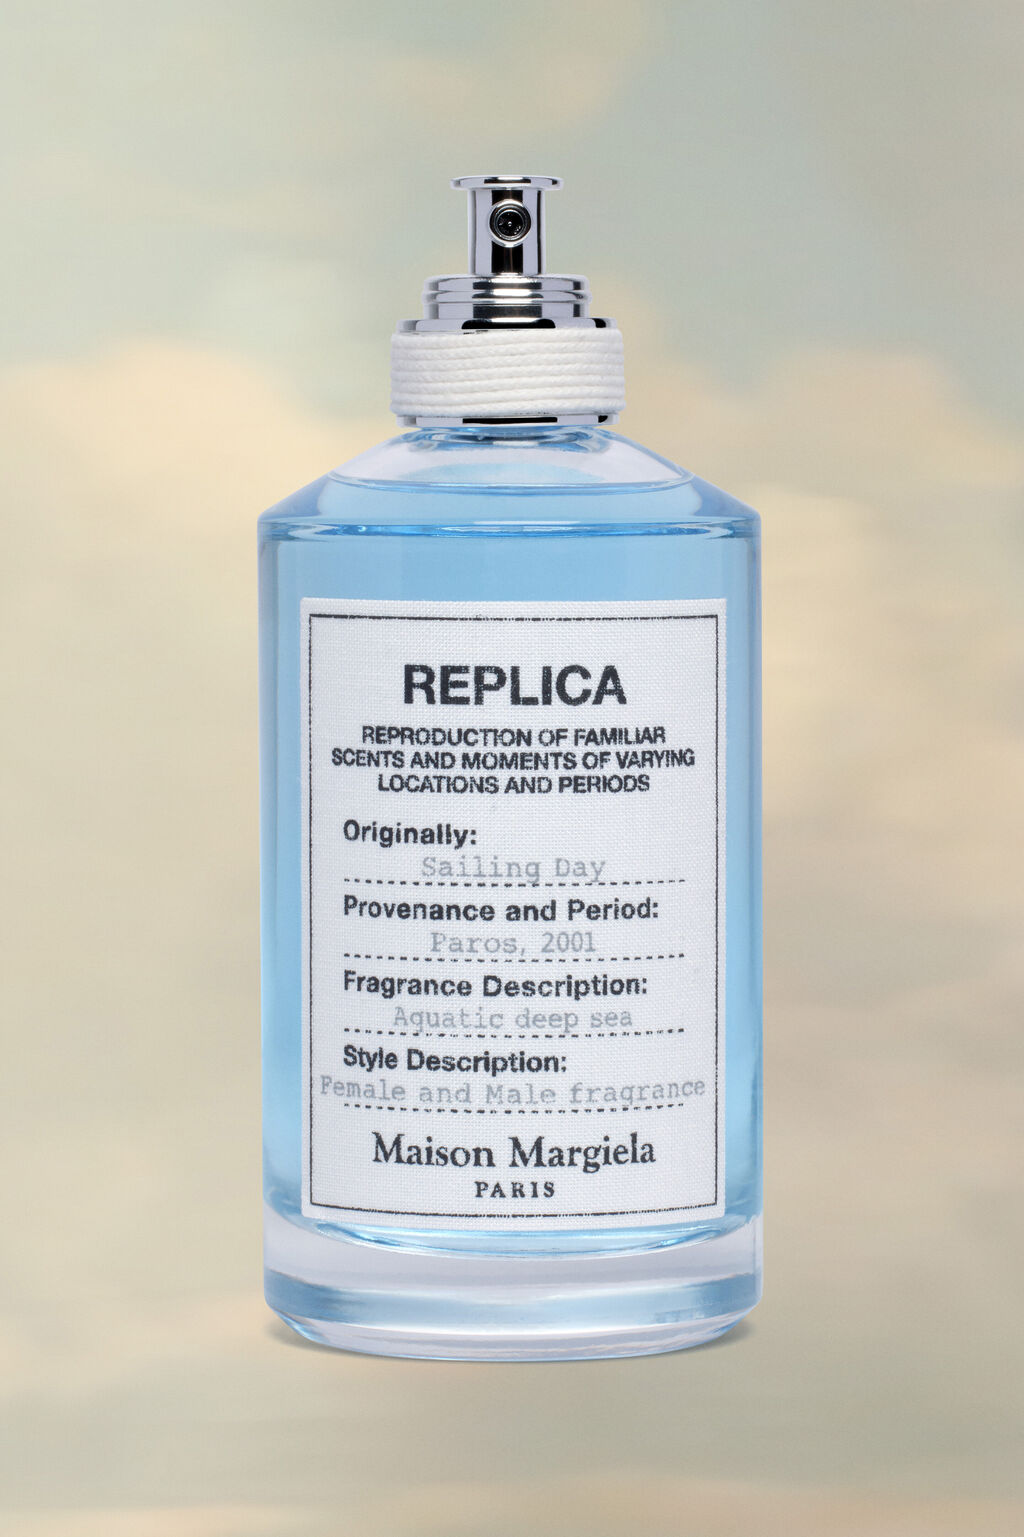 REPLICA
REPRODUCTION OF FAMILIAR
SCENTS AND MOMENTS OF VARYING
LOCATIONS AND PERIODS
Originally:
Sailing Day
Provenance and Period:
Paros, 2001
Fragrance Description:
Aquatic deep sea
Style Description:
Female and Male fragrance
Maison Margiela
PARIS